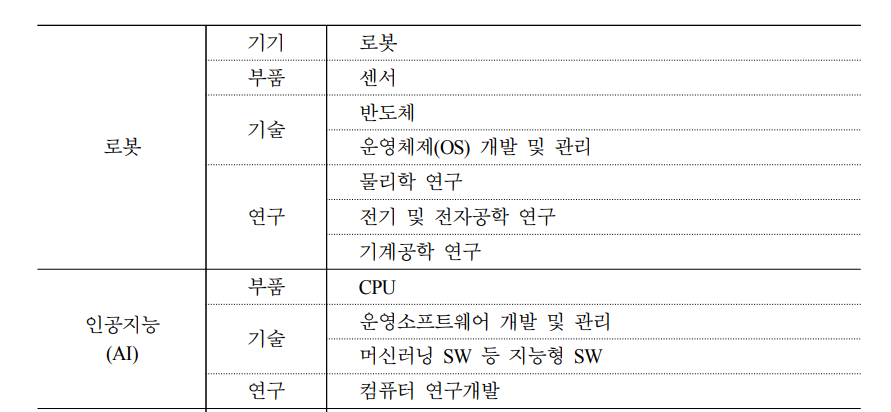 기기 로봇
부품 센서
반도체
기술
로봇
운영체제(OS) 개발 및 관리
물리학 연구
연구 전기 및 전자공학 연구
기계공학 연구
부품 CPU
인공지능
(AI)
운영소프트웨어 개발 및 관리
기술
머신러닝 SW 등 지능형 SW
연구 컴퓨터 연구개발